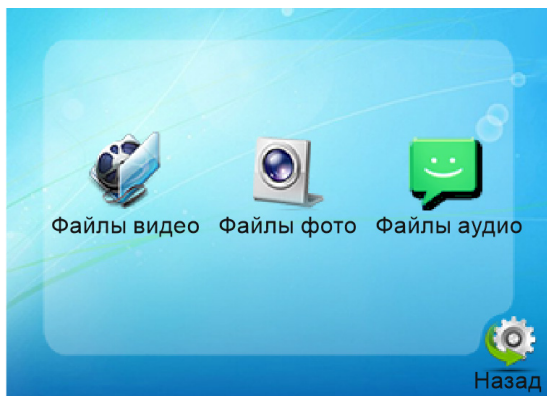 Файлы видео
Файлы фото
Файлы аудио
Назад